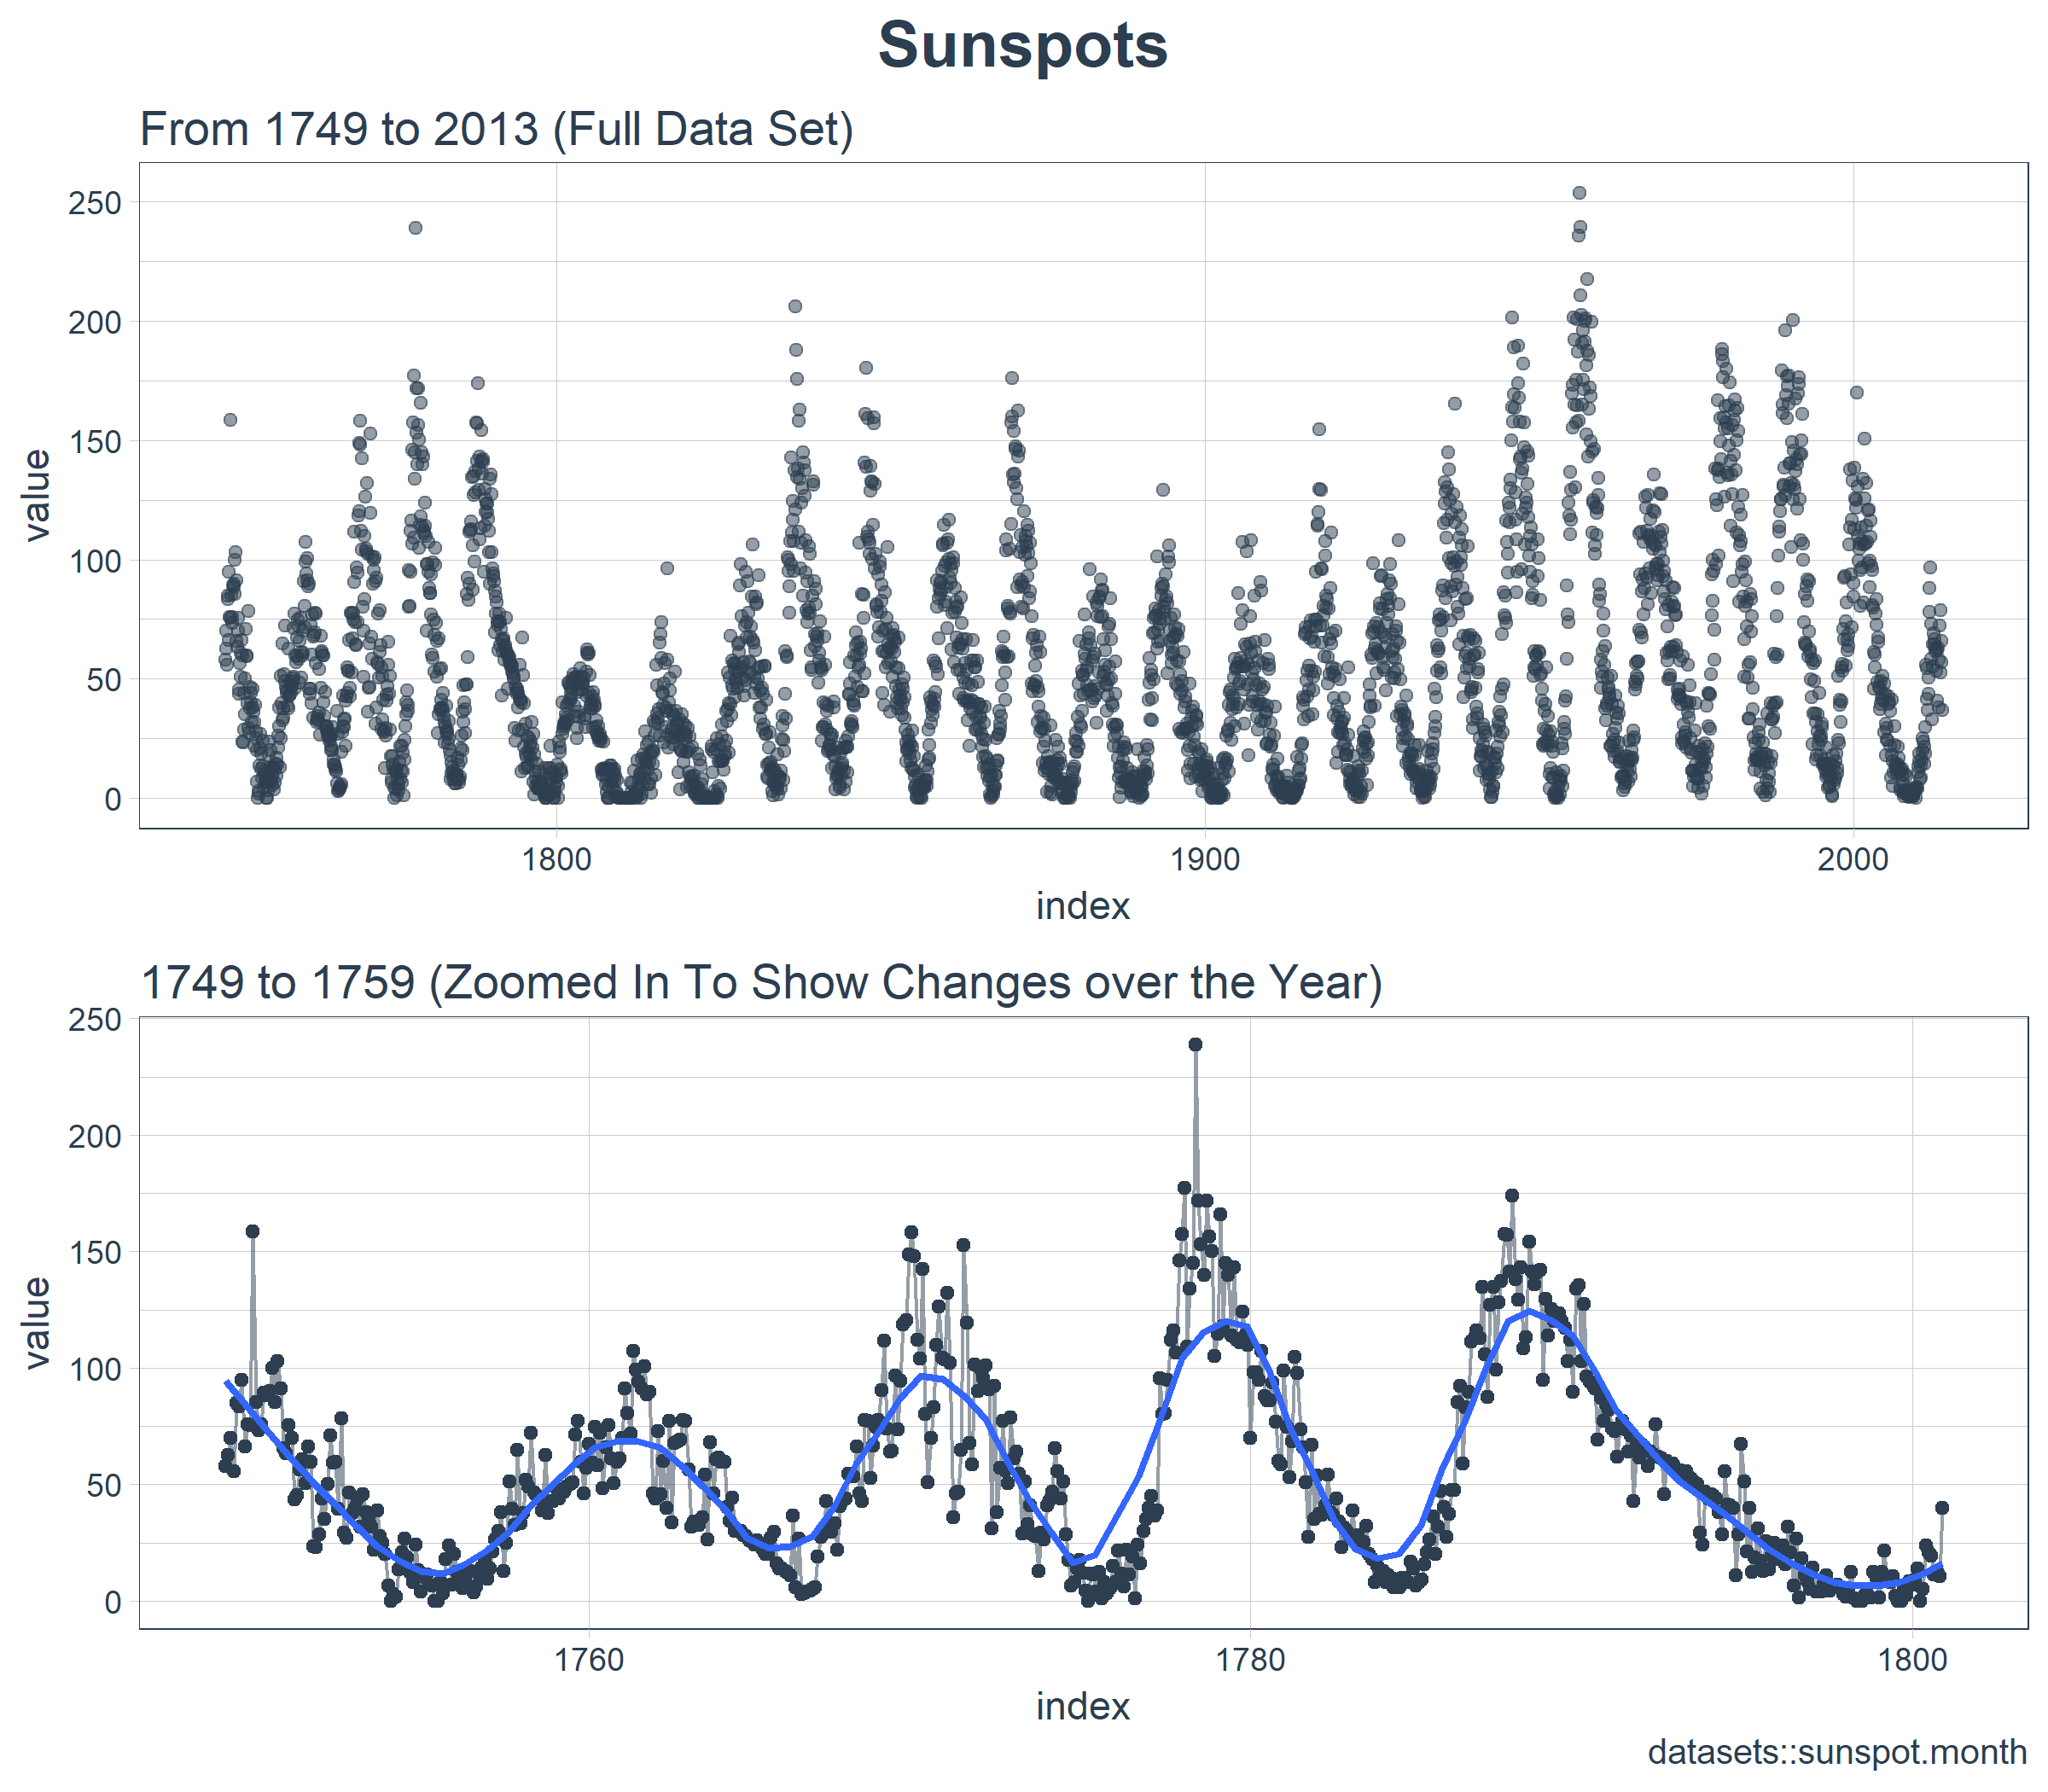 Sunspots
From 1749 to 2013 (Full Data Set)
250
200
150
100
50
0
value
1800 1900 2000
index
1749 to 1759 (Zoomed In To Show Changes over the Year)
250
200
150
100
50
0
value
1760 1780 1800
index
datasets::sunspot.month